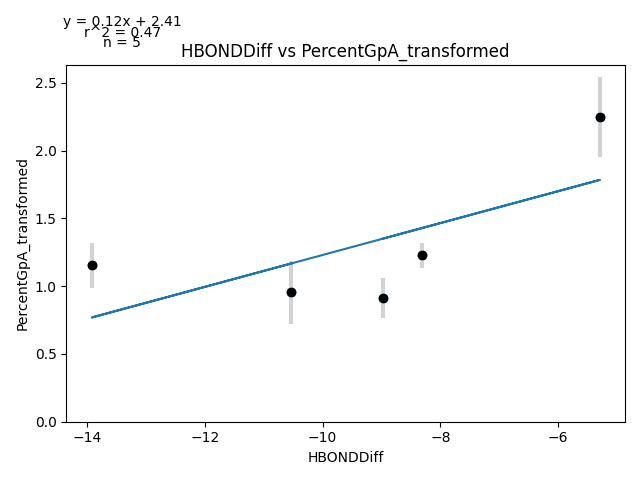 y = 0.12x + 2.41
r^2 = 0.47
n = 5
HBONDDiff vs PercentGpA_transformed
PercentGpA_transformed
2.5
2.0
1.5
1.0
0.5
0.0
−14
−12
−10
−8
−6
HBONDDiff